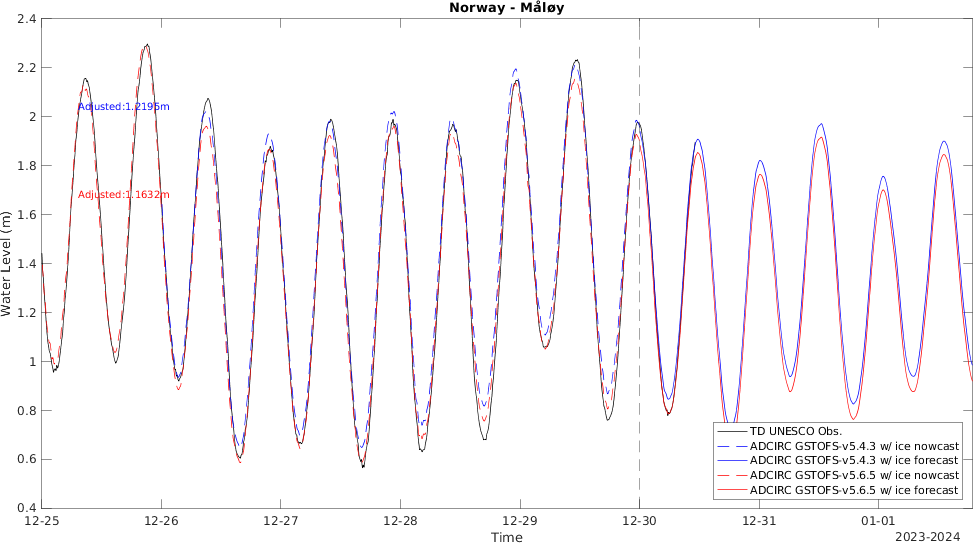 Norway - Måløy
2.4
2.2
2
1.8
1.6
1.4
1.2
1
0.8
0.6
0.4
Water Level (m)
Adjusted:1.2195m
Adjusted:1.1632m
TD UNESCO Obs.
ADCIRC GSTOFS-v5.4.3 w/ ice nowcast
ADCIRC GSTOFS-v5.4.3 w/ ice forecast
ADCIRC GSTOFS-v5.6.5 w/ ice nowcast
ADCIRC GSTOFS-v5.6.5 w/ ice forecast
12-25 12-26 12-27 12-28 12-29 12-30 12-31 01-01
Time
2023-2024